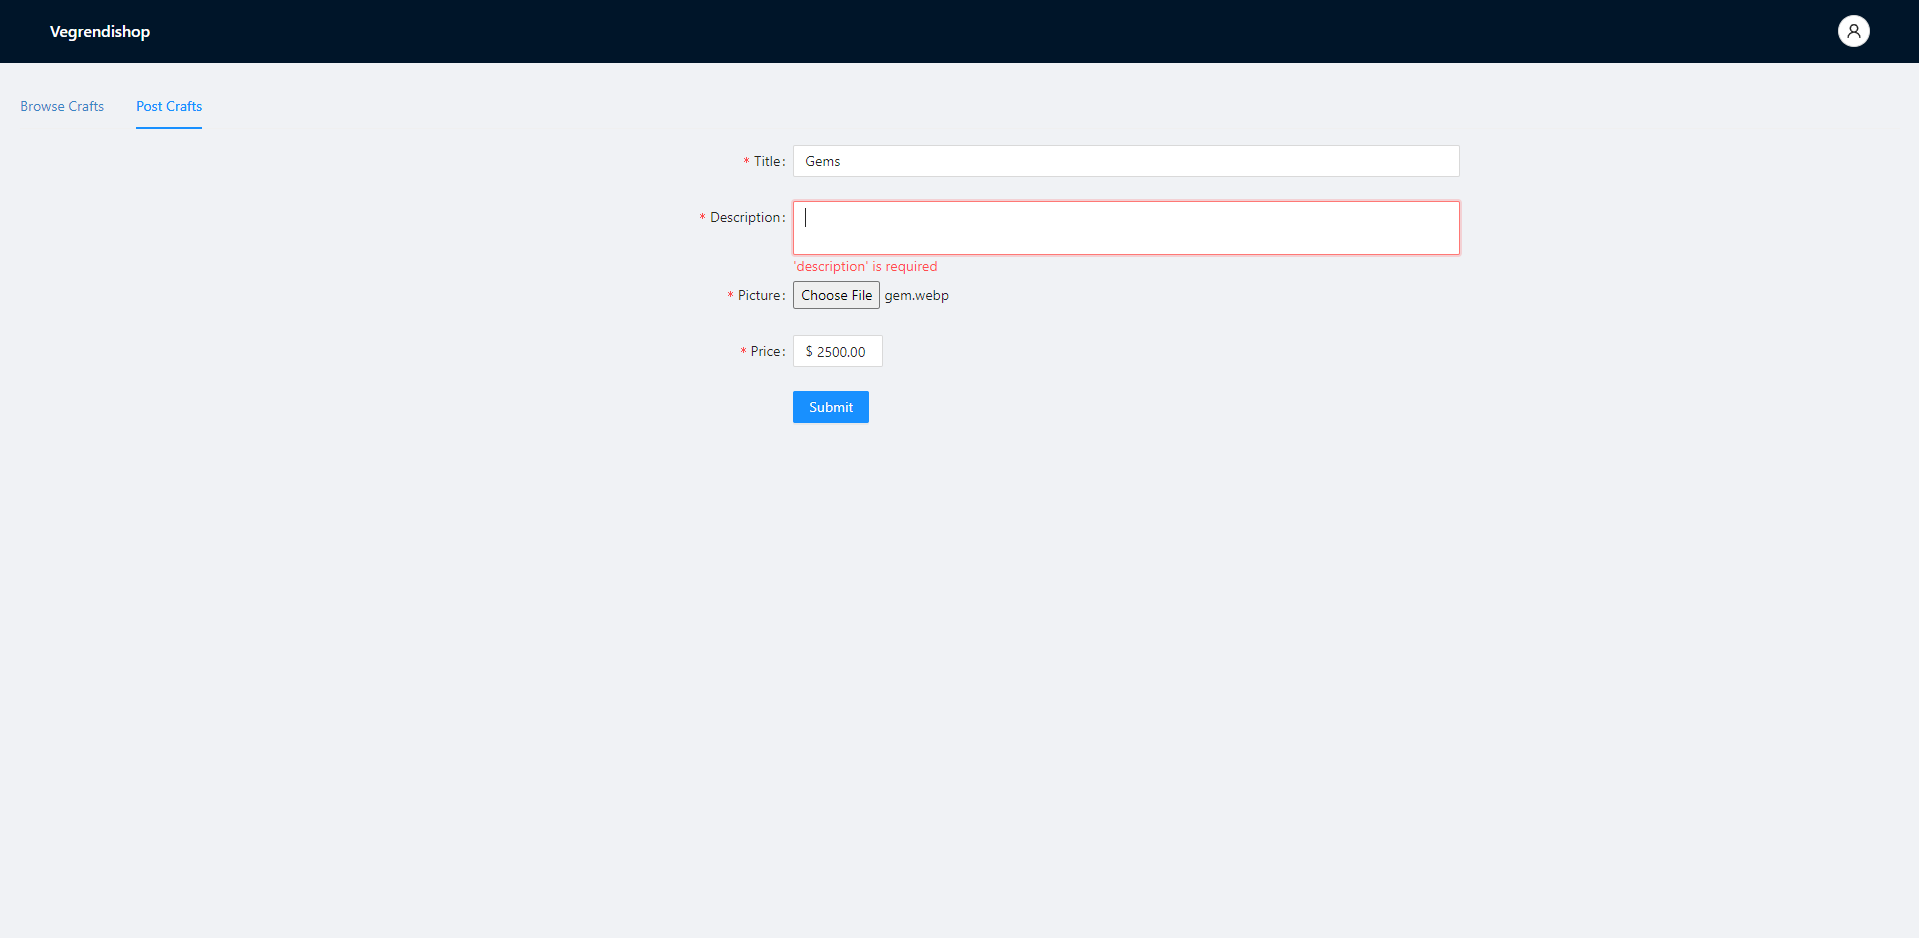 Vegrendishop
Browse Crafts Post Crafts
* Title: Gems
* Description:
'description' is required
* Picture: Choose File gem.webp
* Price: $ 2500.00
Submit